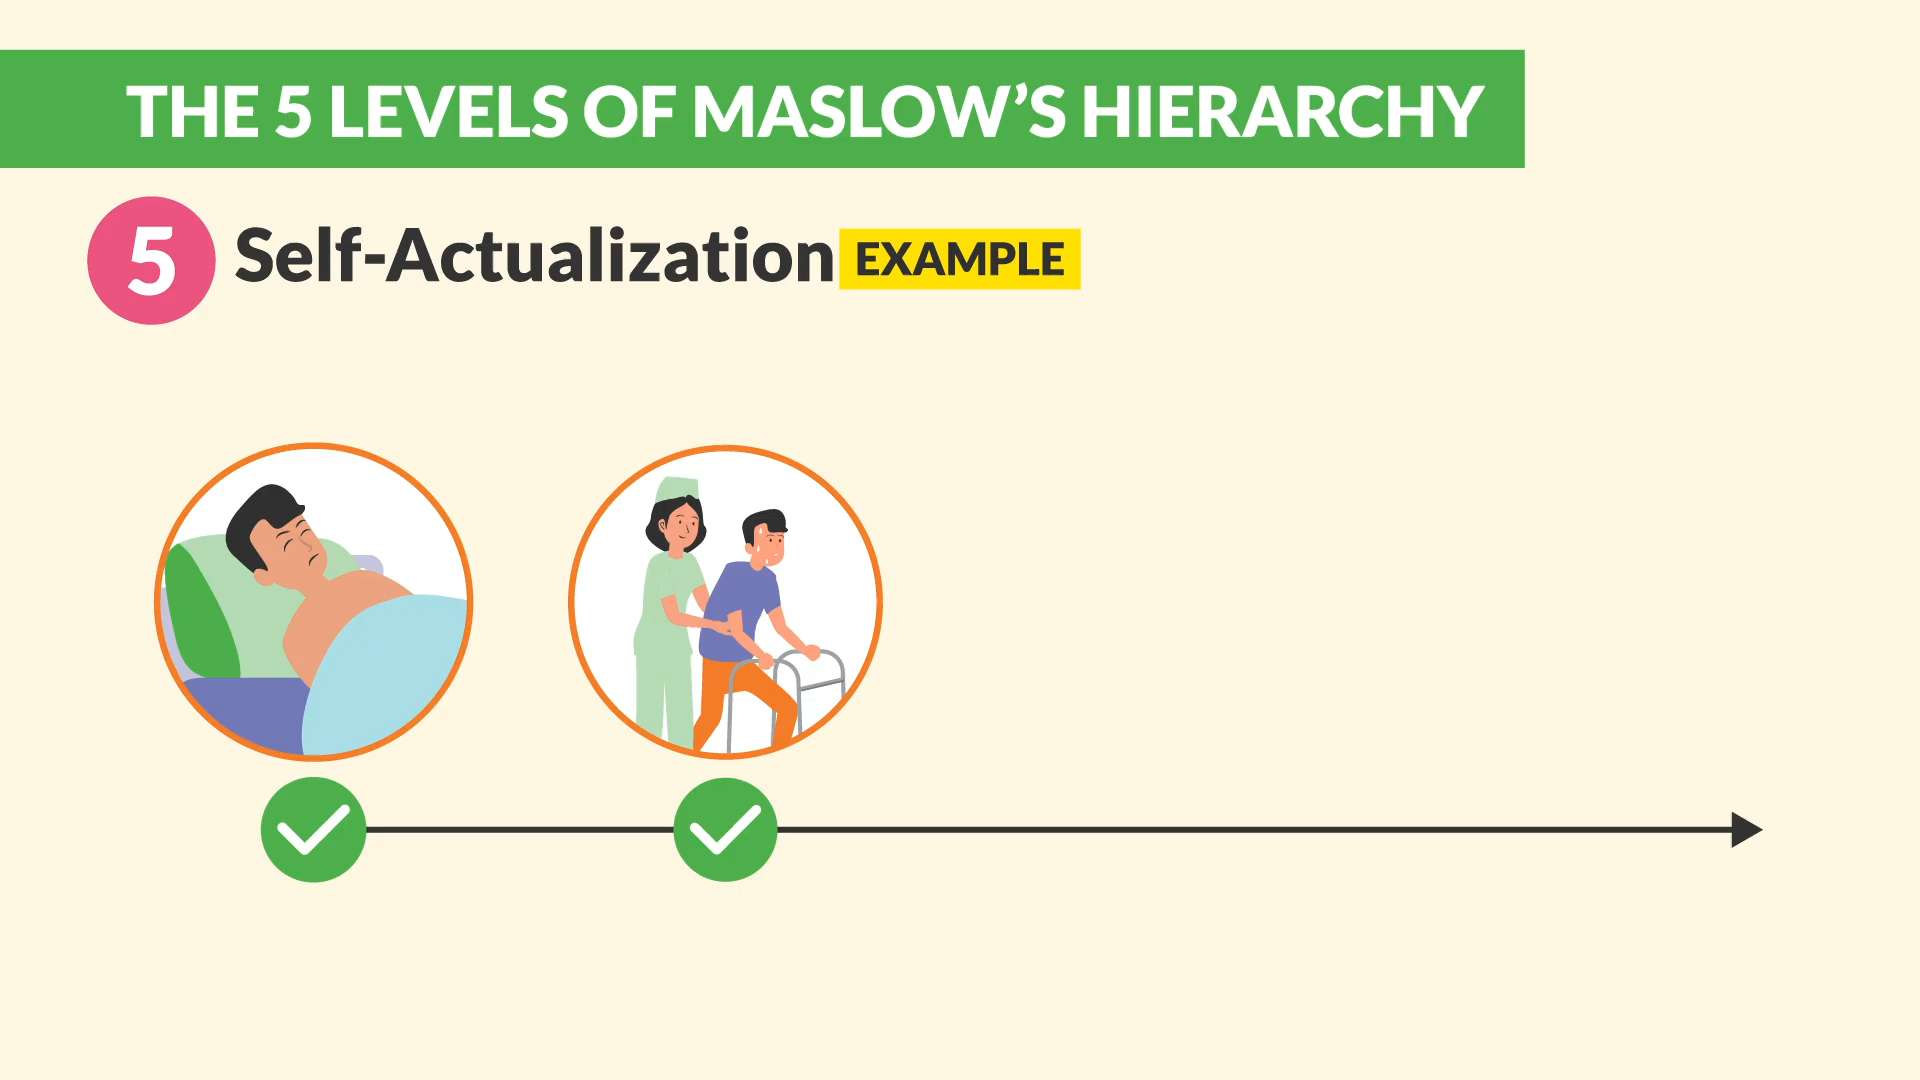 THE 5 LEVELS OF MASLOW’S HIERARCHY
5 Self-Actualization EXAMPLE